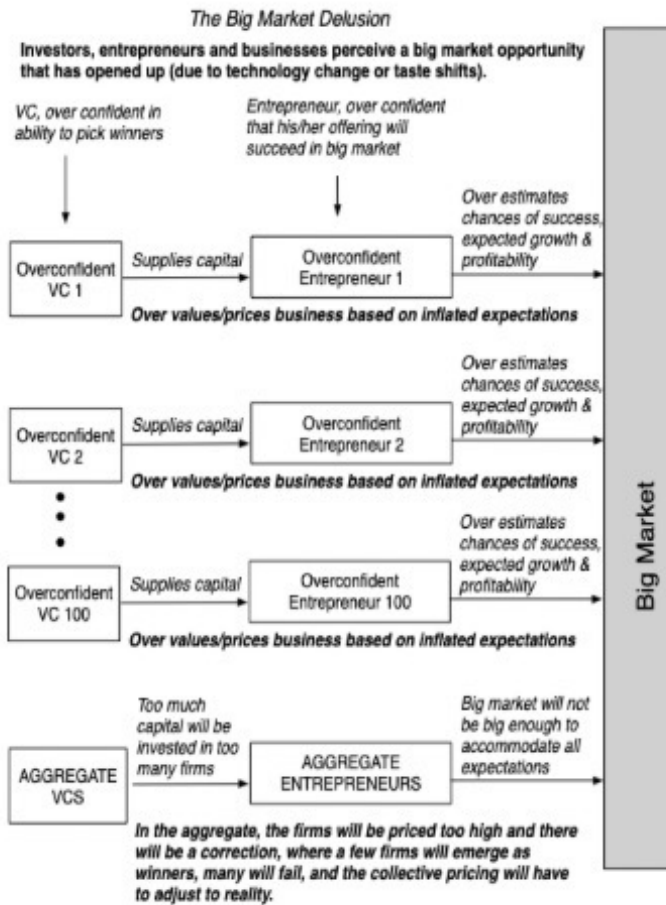 The Big Market Delusion
Investors, entrepreneurs and businesses perceive a big market opportunity
that has opened up (due to technology change or taste shifts).
VC, over confident in
ability to pick winners
Entrepreneur, over confident
that his/her offering will
succeed in big market
Over estimates
chances of success,
expected growth &
profitability
Overconfident
VC 1
Supplies capital
Overconfident
Entrepreneur 1
Over values/prices business based on inflated expectations
Over estimates
chances of success,
expected growth &
profitability
Overconfident
VC 2
Supplies capital
Overconfident
Entrepreneur 2
Over values/prices business based on inflated expectations
Over estimates
chances of success,
expected growth &
profitability
Overconfident
VC 100
Supplies capital
Overconfident
Entrepreneur 100
Over values/prices business based on inflated expectations
Too much
capital will be
invested in too
many firms
Big market will not
be big enough to
accommodate all
expectations
AGGREGATE
VCS
AGGREGATE
ENTREPRENEURS
In the aggregate, the firms will be priced too high and there
will be a correction, where a few firms will emerge as
winners, many will fail, and the collective pricing will have
to adjust to reality.
Big Market